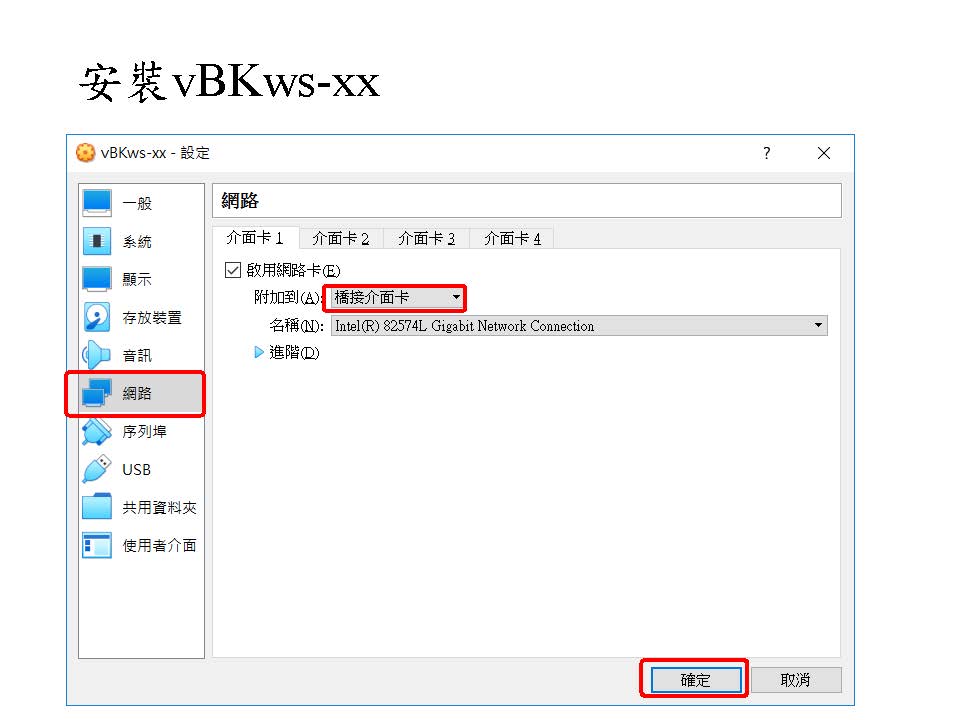 安裝vBKws-xx
vBKws-xx - 設定
?
一般
系統
顯示
存放裝置
音訊
網路
序列埠
USB
共用資料夾
使用者介面
網路
介面卡 1 介面卡 2 介面卡 3 介面卡 4
啟用網路卡(E)
附加到(A): 橋接介面卡
名稱(N): Intel(R) 82574L Gigabit Network Connection
進階(D)
確定 取消